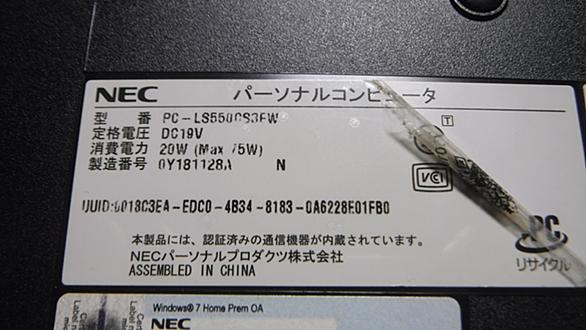 NEC パーソナルコンピュータ
型 番 PC-LS550CS3EW
定格電圧 DC19V
消費電力 20W (Max 75W)
製造番号 0Y181128A N
T
VCCI
UUID:0018C3EA-EDC0-4B34-8183-0A6228E01FB0
本製品には、認証済みの通信機器が内蔵されています。
NECパーソナルプロダクツ株式会社
ASSEMBLED IN CHINA
PC
リサイクル
Windows® 7 Home Prem OA
NEC